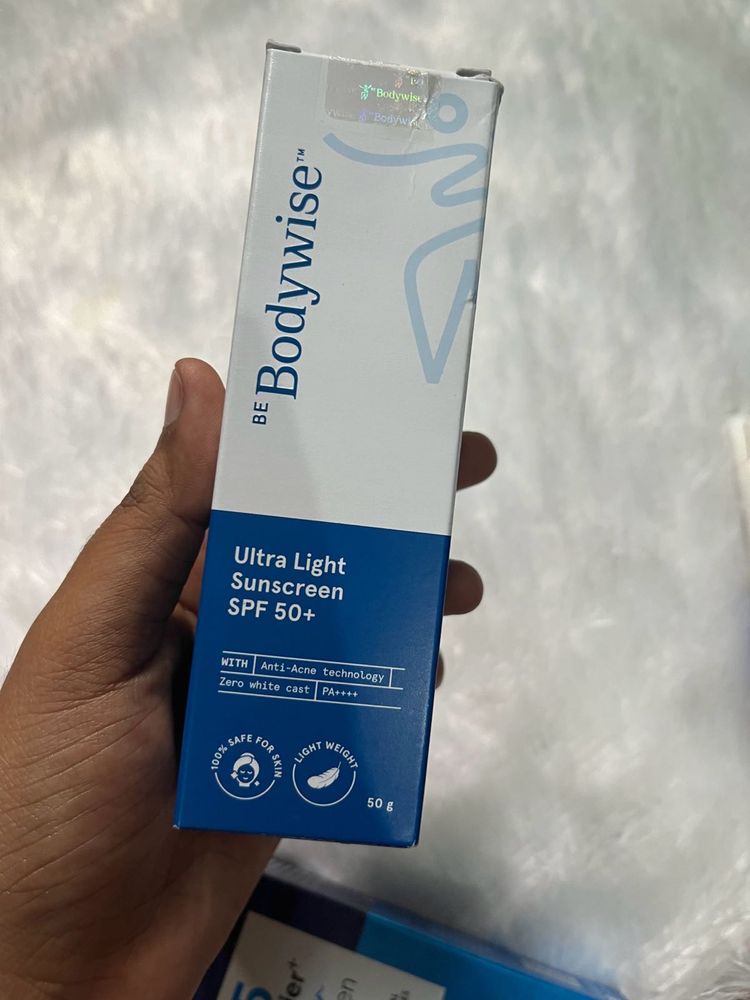 Bodywise
Bodywise
BE Bodywise™
Ultra Light
Sunscreen
SPF 50+
WITH Anti-Acne technology
Zero white cast PA++++
100% SAFE FOR SKIN
LIGHT WEIGHT
50 g